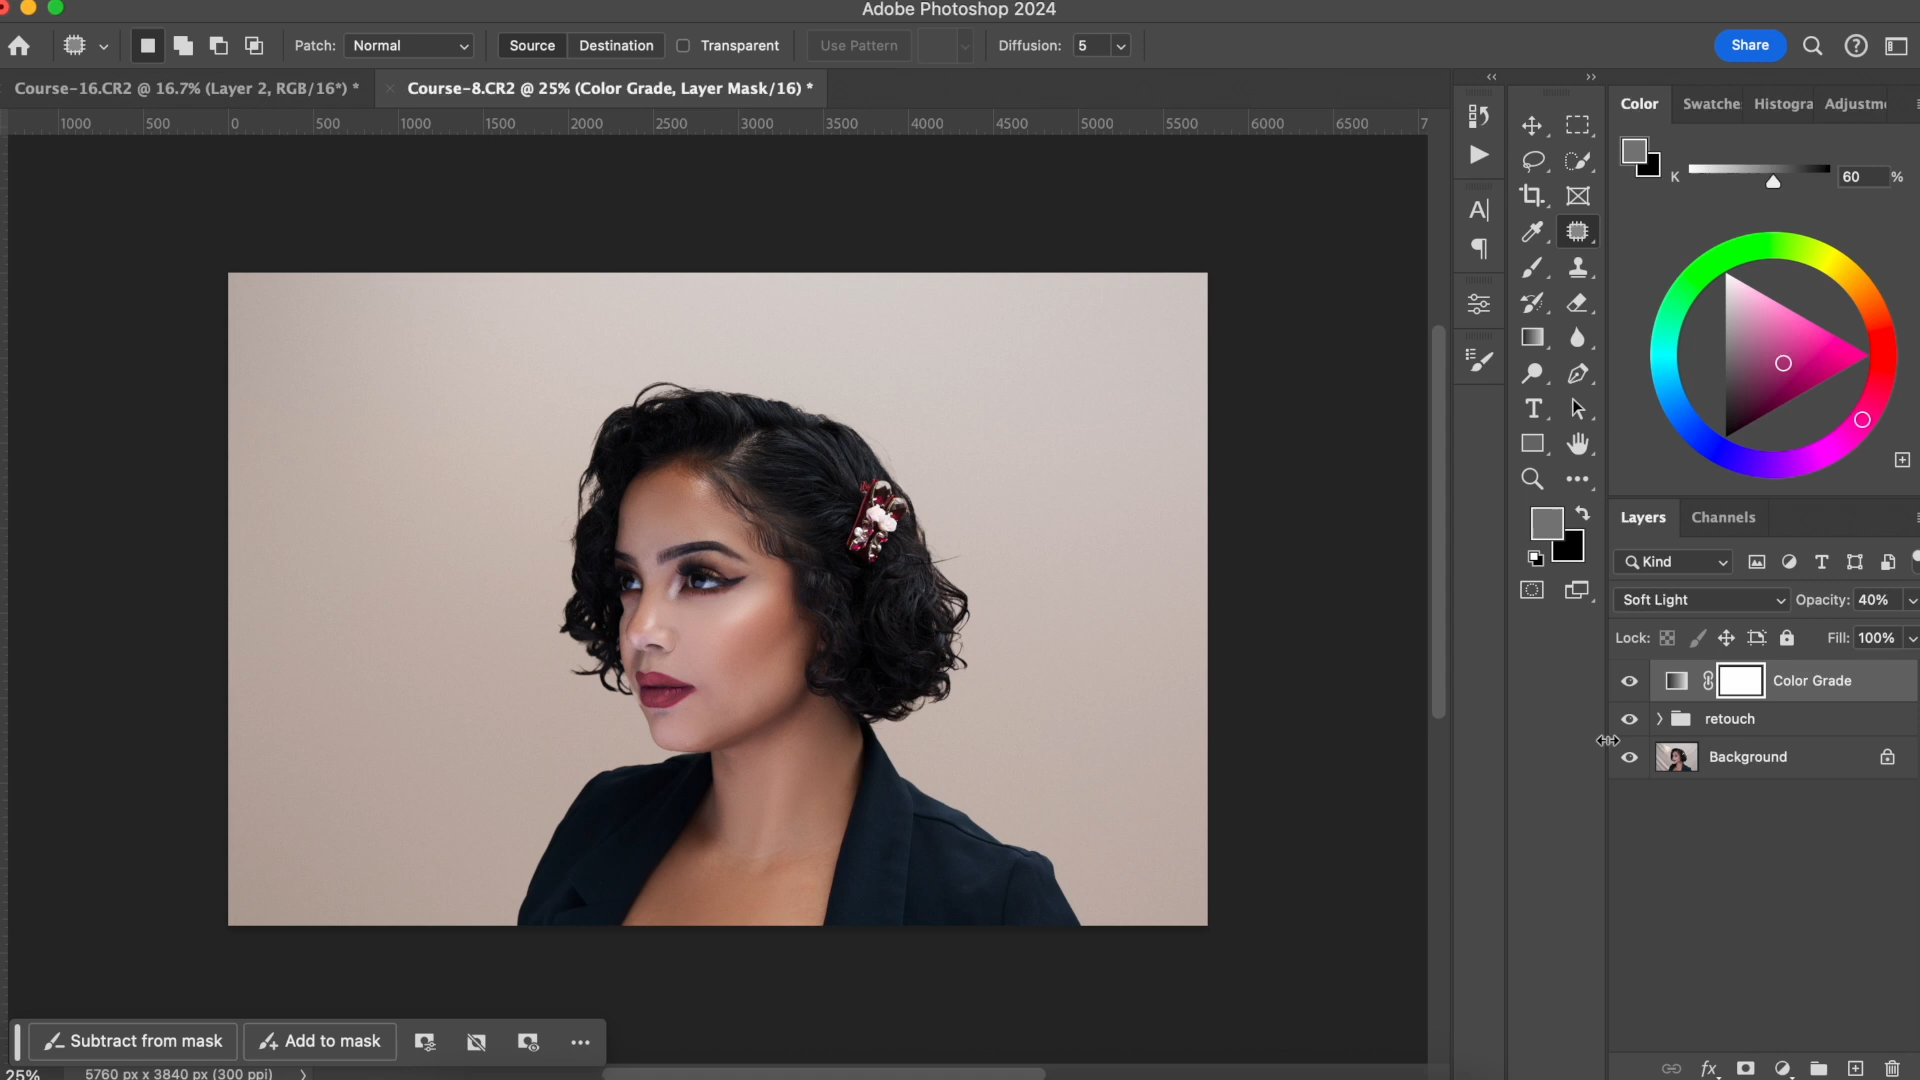 Adobe Photoshop 2024
Patch: Normal Source Destination Transparent Use Pattern Diffusion: 5 Share
Course-16.CR2 @ 16.7% (Layer 2, RGB/16*) * Course-8.CR2 @ 25% (Color Grade, Layer Mask/16) *
1000 500 0 500 1000 1500 2000 2500 3000 3500 4000 4500 5000 5500 6000 6500 7
Color Swatche Histogra Adjustme
K 60 %
Layers Channels
Kind
Soft Light Opacity: 40%
Lock: Fill: 100%
Color Grade
retouch
Background
Subtract from mask Add to mask
25% 5760 px x 3840 px (300 ppi)
fx